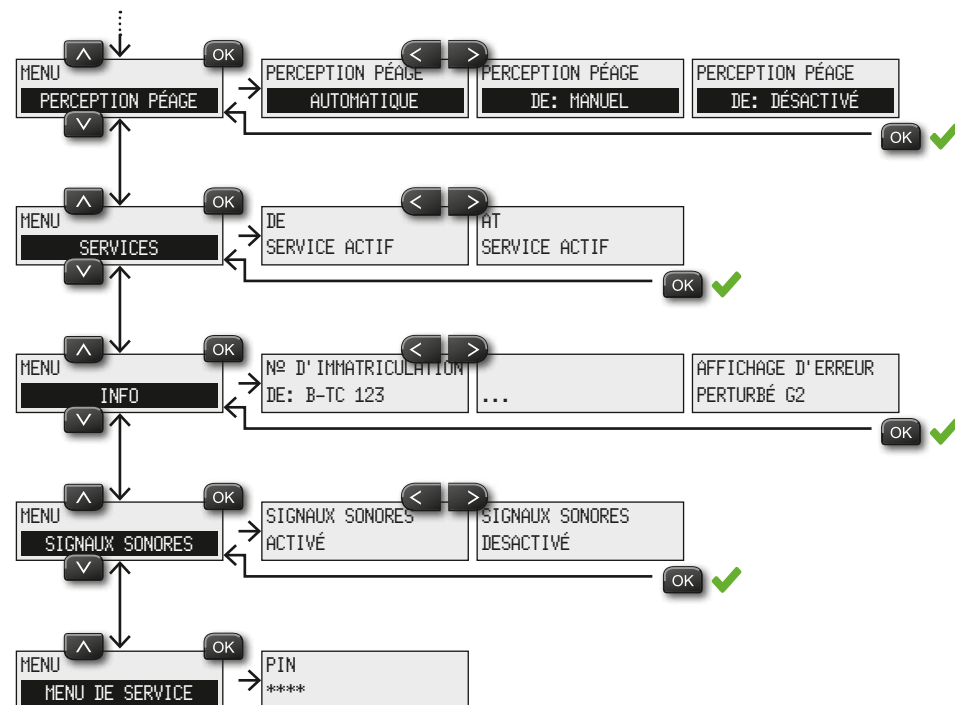 OK
MENU
PERCEPTION PÉAGE
PERCEPTION PÉAGE
AUTOMATIQUE
PERCEPTION PÉAGE
DE: MANUEL
PERCEPTION PÉAGE
DE: DÉSACTIVÉ
OK
OK
MENU
SERVICES
DE
SERVICE ACTIF
AT
SERVICE ACTIF
OK
OK
MENU
INFO
Nº D'IMMATRICULATION
DE: B-TC 123
...
AFFICHAGE D'ERREUR
PERTURBÉ G2
OK
OK
MENU
SIGNAUX SONORES
SIGNAUX SONORES
ACTIVÉ
SIGNAUX SONORES
DESACTIVÉ
OK
OK
MENU
MENU DE SERVICE
PIN
****